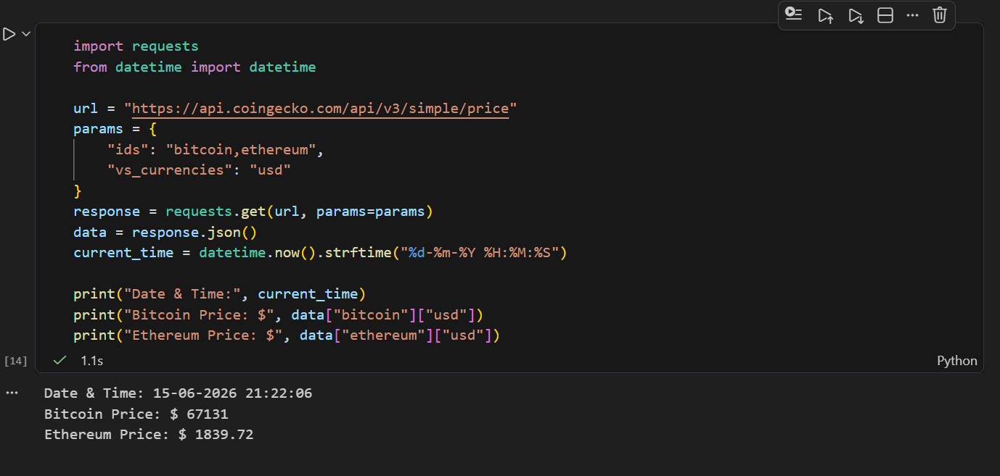 import requests
from datetime import datetime
url = "https://api.coingecko.com/api/v3/simple/price"
params = {
    "ids": "bitcoin,ethereum",
    "vs_currencies": "usd"
}
response = requests.get(url, params=params)
data = response.json()
current_time = datetime.now().strftime("%d-%m-%Y %H:%M:%S")
print("Date & Time:", current_time)
print("Bitcoin Price: $", data["bitcoin"]["usd"])
print("Ethereum Price: $", data["ethereum"]["usd"])
[14] 1.1s Python
Date & Time: 15-06-2026 21:22:06
Bitcoin Price: $ 67131
Ethereum Price: $ 1839.72